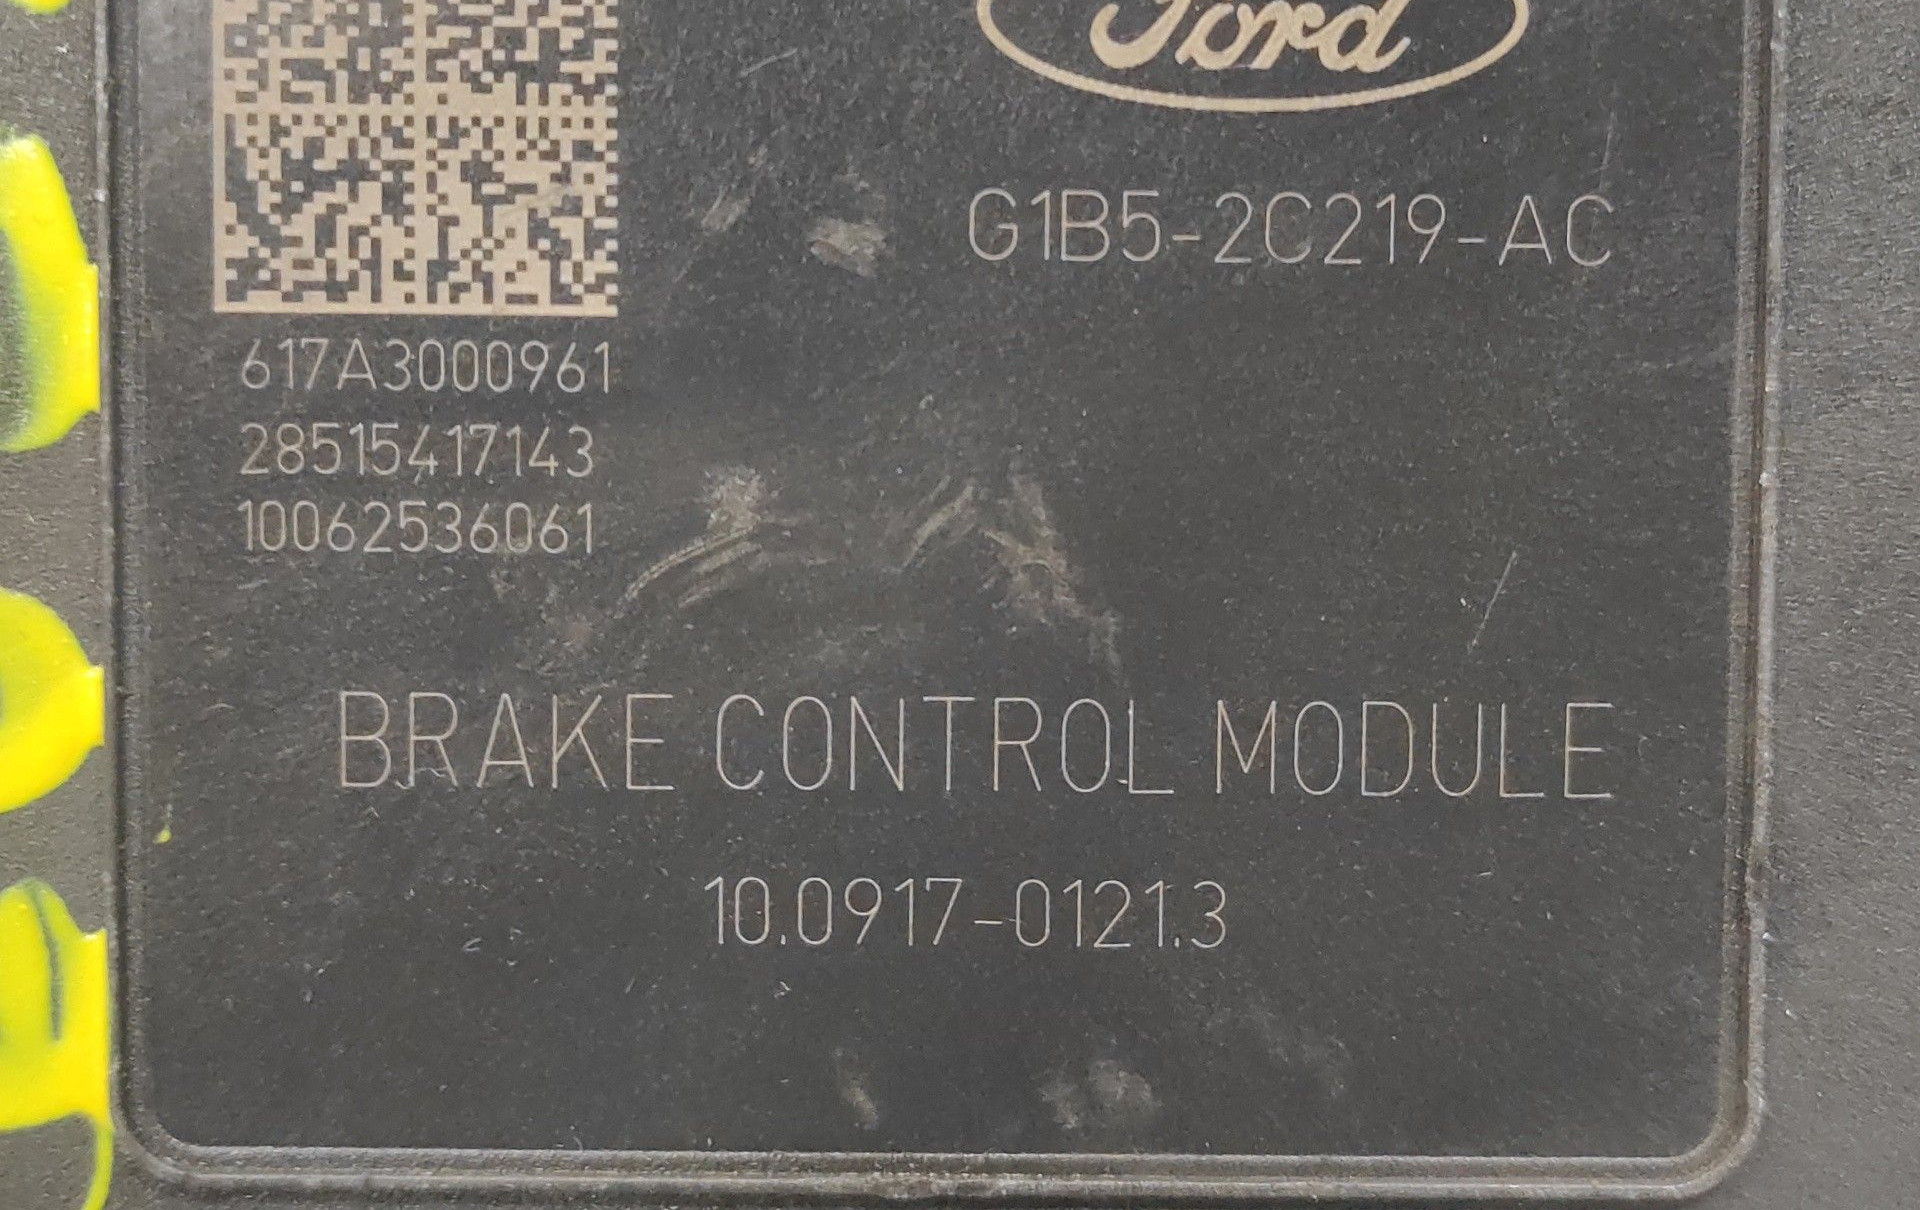 Ford
G1B5-2C219-AC
617A3000961
28515417143
10062536061
BRAKE CONTROL MODULE
10.0917-0121.3